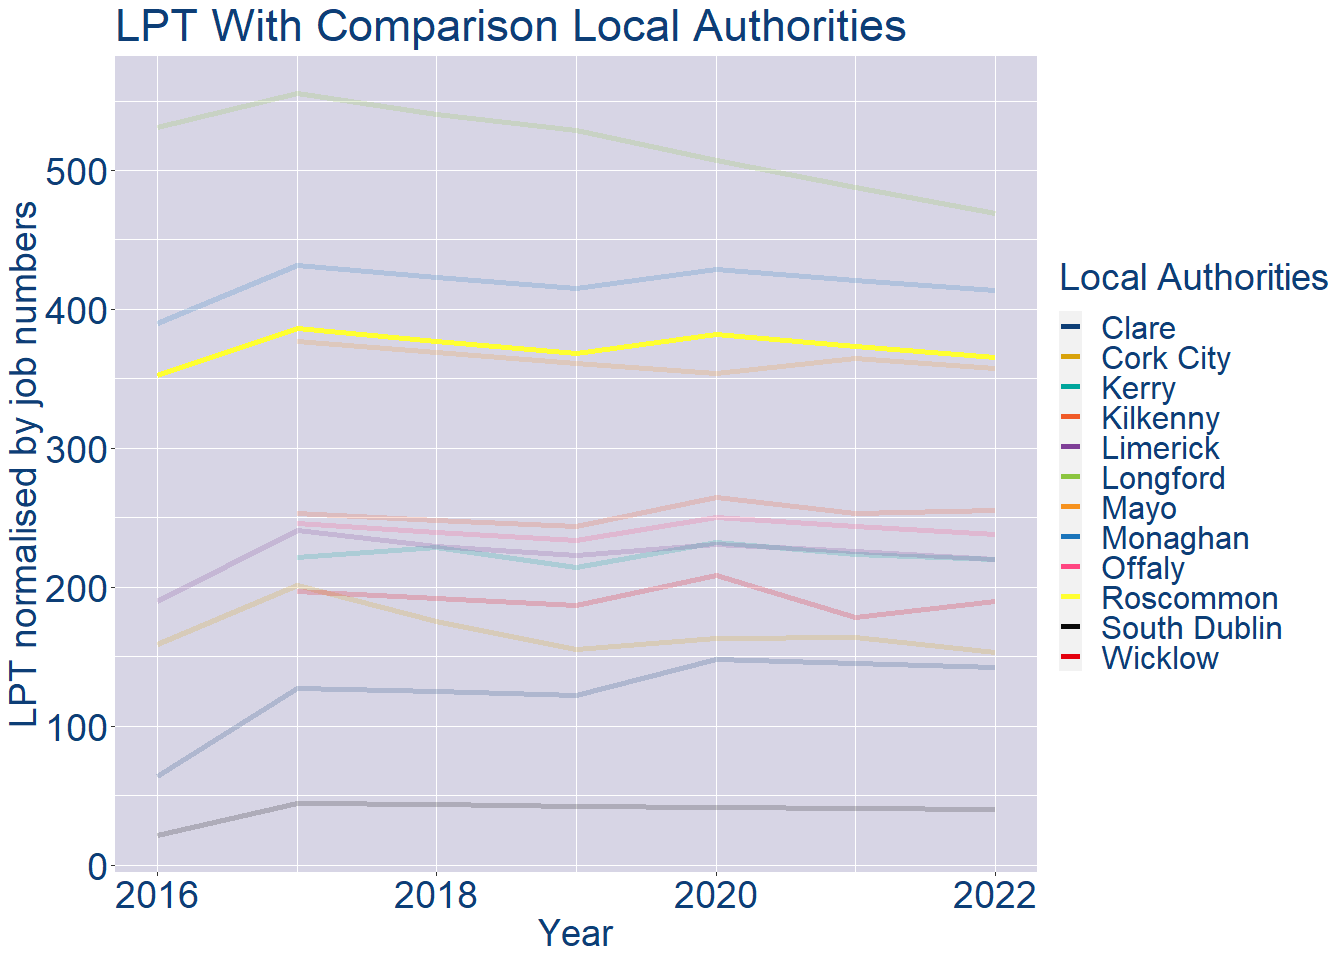 LPT With Comparison Local Authorities
LPT normalised by job numbers
500
400
300
200
100
0
2016 2018 2020 2022
Year
Local Authorities
Clare
Cork City
Kerry
Kilkenny
Limerick
Longford
Mayo
Monaghan
Offaly
Roscommon
South Dublin
Wicklow